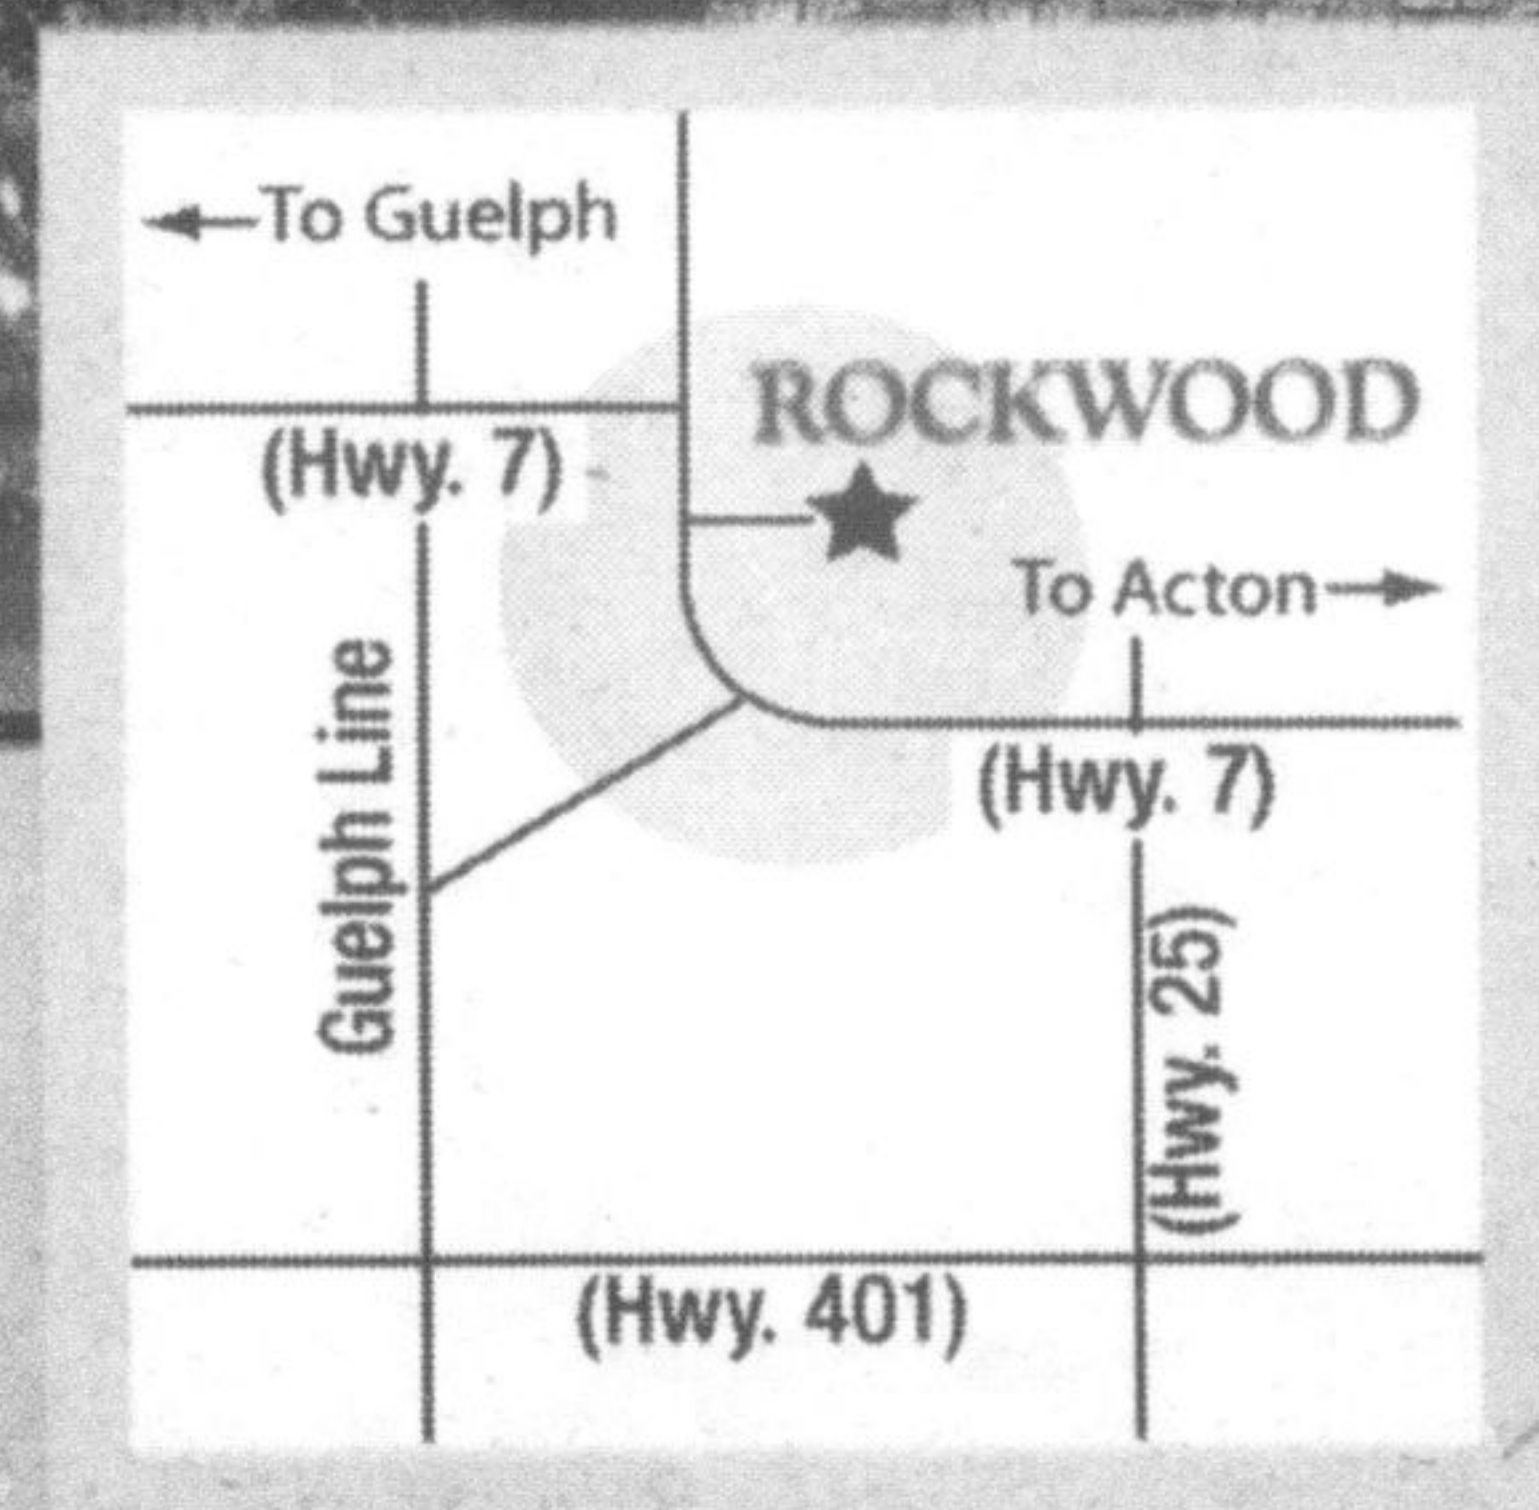 To Guelph
ROCKWOOD
(Hwy. 7)
To Acton
Guelph Line
(Hwy. 7)
(Hwy. 25)
(Hwy. 401)